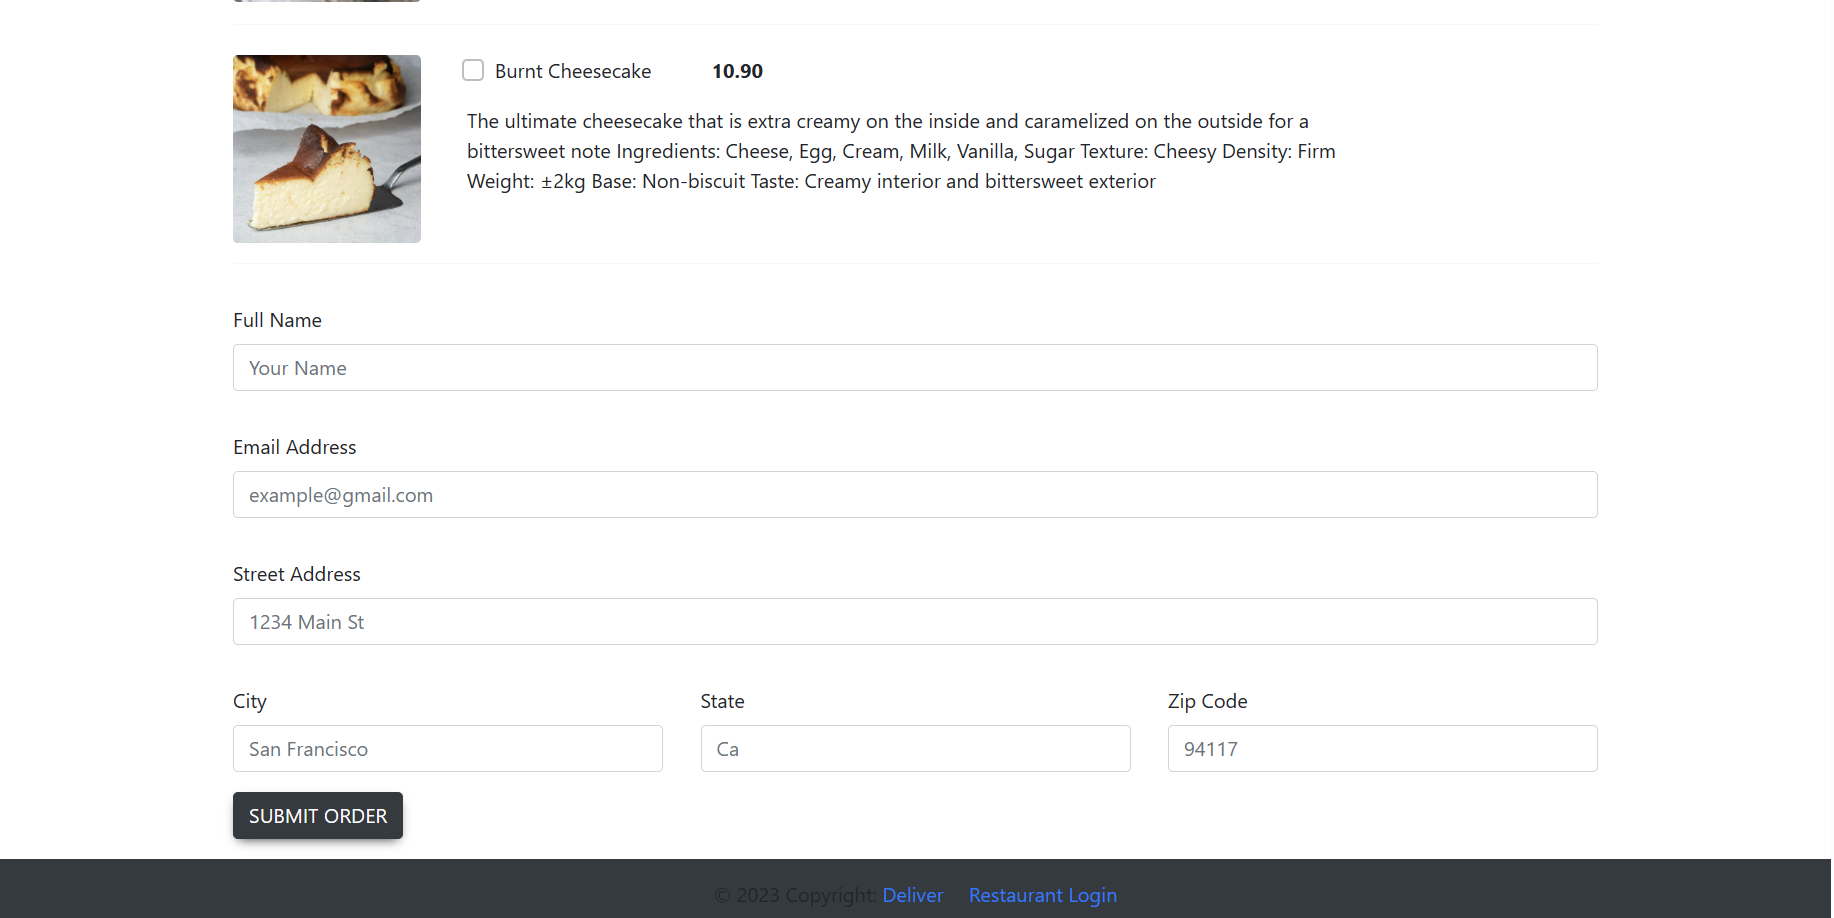 Burnt Cheesecake 10.90
The ultimate cheesecake that is extra creamy on the inside and caramelized on the outside for a
bittersweet note Ingredients: Cheese, Egg, Cream, Milk, Vanilla, Sugar Texture: Cheesy Density: Firm
Weight: ±2kg Base: Non-biscuit Taste: Creamy interior and bittersweet exterior
Full Name
Your Name
Email Address
example@gmail.com
Street Address
1234 Main St
City State Zip Code
San Francisco Ca 94117
SUBMIT ORDER
© 2023 Copyright: Deliver Restaurant Login